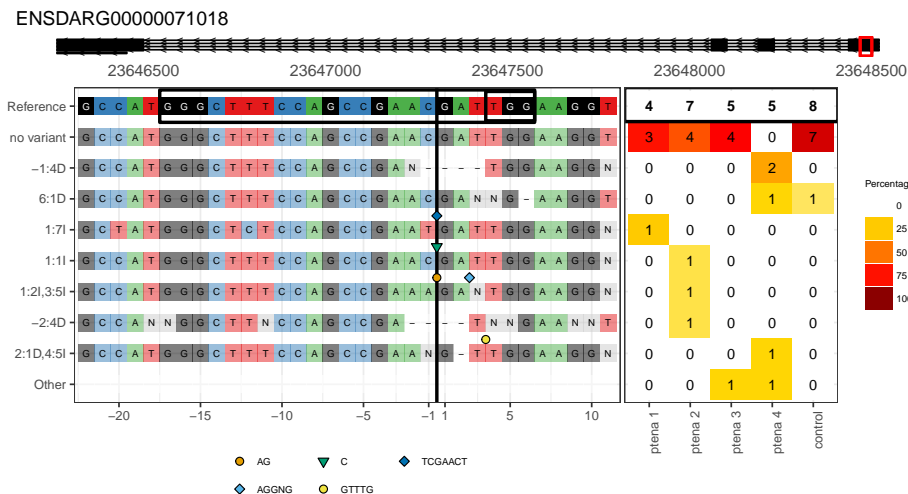 ENSDARG00000071018
23646500 23647000 23647500 23648000 23648500
Reference G C C A T G G G C T T T C C A G C C G A A C G A T T G G A A G G T 4 7 5 5 8
no variant G C C A T G G G C T T T C C A G C C G A A C G A T T G G A A G G T 3 4 4 0 7
−1:4D G C C A T G G G C T T T C C A G C C G A N − − − − T G G A A G G N 0 0 0 2 0
6:1D G C C A T G G G C T T T C C A G C C G A A C G A N N G − A A G G T 0 0 0 1 1
1:7I G C T A T G G G C T C T C C A G C C G A A T G A T T G G A A G G N 1 0 0 0 0
1:1I G C C A T G G G C T T T C C A G C C G A A C G A T T G G A A G G N 0 1 0 0 0
1:2I,3:5I G C C A T G G G C T T T C C A G C C G A A A G A N T G G A A G G N 0 1 0 0 0
−2:4D G C C A N N G G C T T N C C A G C C G A − − − − T N N G A A N N T 0 1 0 0 0
2:1D,4:5I G C C A T G G G C T T T C C A G C C G A A N G − T T G G A A G G N 0 0 0 1 0
Other 0 0 1 1 0
−20 −15 −10 −5 −1 1 5 10
ptena 1 ptena 2 ptena 3 ptena 4 control
AG C TCGAACT
AGGNG GTTTG
Percentag
0
25
50
75
100